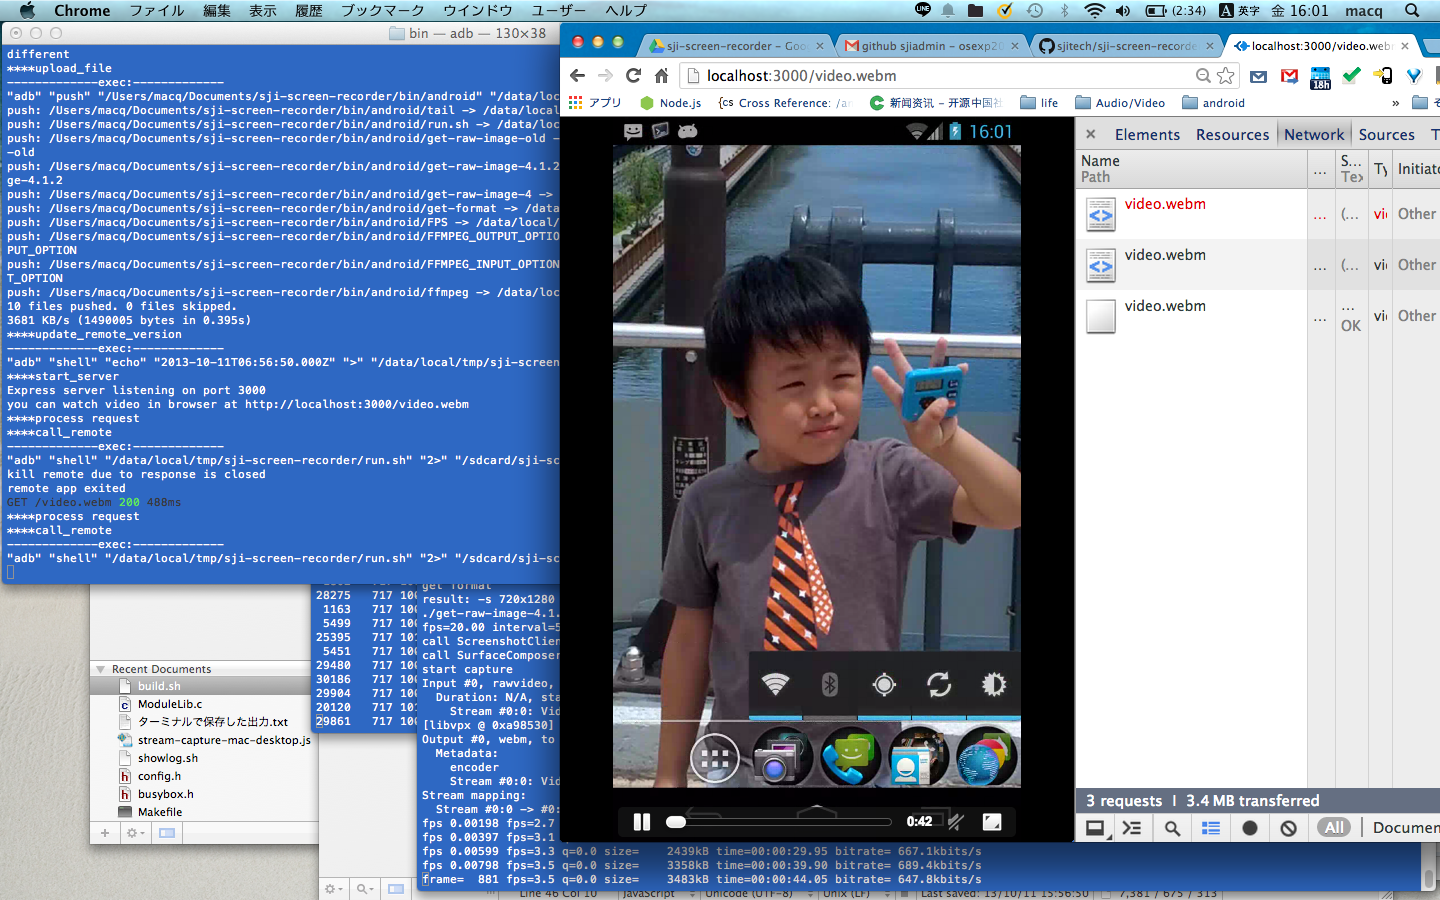 Chrome ファイル 編集 表示 履歴 ブックマーク ウインドウ ユーザー ヘルプ
LINE (2:34) A 英字 金 16:01 macq
bin — adb — 130×38
different
****upload_file
-------------exec:-------------
"adb" "push" "/Users/macq/Documents/sji-screen-recorder/bin/android" "/data/local
push: /Users/macq/Documents/sji-screen-recorder/bin/android/tail -> /data/local
push: /Users/macq/Documents/sji-screen-recorder/bin/android/run.sh -> /data/loc
push: /Users/macq/Documents/sji-screen-recorder/bin/android/get-raw-image-old -
-old
push: /Users/macq/Documents/sji-screen-recorder/bin/android/get-raw-image-4.1.2
ge-4.1.2
push: /Users/macq/Documents/sji-screen-recorder/bin/android/get-raw-image-4 ->
push: /Users/macq/Documents/sji-screen-recorder/bin/android/get-format -> /data
push: /Users/macq/Documents/sji-screen-recorder/bin/android/FPS -> /data/local/
push: /Users/macq/Documents/sji-screen-recorder/bin/android/FFMPEG_OUTPUT_OPTIO
PUT_OPTION
push: /Users/macq/Documents/sji-screen-recorder/bin/android/FFMPEG_INPUT_OPTION
T_OPTION
push: /Users/macq/Documents/sji-screen-recorder/bin/android/ffmpeg -> /data/loc
10 files pushed. 0 files skipped.
3681 KB/s (1490005 bytes in 0.395s)
****update_remote_version
-------------exec:-------------
"adb" "shell" "echo" "2013-10-11T06:56:50.000Z" ">" "/data/local/tmp/sji-screen
****start_server
Express server listening on port 3000
you can watch video in browser at http://localhost:3000/video.webm
****process request
****call_remote
-------------exec:-------------
"adb" "shell" "/data/local/tmp/sji-screen-recorder/run.sh" "2>" "/sdcard/sji-sc
kill remote due to response is closed
remote app exited
GET /video.webm 200 488ms
****process request
****call_remote
-------------exec:-------------
"adb" "shell" "/data/local/tmp/sji-screen-recorder/run.sh" "2>" "/sdcard/sji-sc
sji-screen-recorder – Goo
github sjiadmin – osexp20
sjitech/sji-screen-recorde
localhost:3000/video.web
localhost:3000/video.webm
18h
アプリ Node.js {cs Cross Reference: /an 新闻资讯 – 开源中国社 life Audio/Video android »
16:01
0:42
Elements Resources Network Sources T
Name
Path
...
S...
Tex
Ty
Initiato
video.webm ... (... vi Other
video.webm ... (... vi Other
video.webm ... ... OK vi Other
3 requests | 3.4 MB transferred
All | Documen
28275 717 100
1163 717 100
5499 717 100
25395 717 101
5451 717 100
29480 717 100
30186 717 100
29904 717 100
20120 717 101
29861 717 100
get format
result: -s 720x1280
./get-raw-image-4.1.
fps=20.00 interval=5
call ScreenshotClien
call SurfaceComposer
start capture
Input #0, rawvideo,
Duration: N/A, sta
Stream #0:0: Vid
[libvpx @ 0xa98530]
Output #0, webm, to
Metadata:
encoder
Stream #0:0: Vid
Stream mapping:
Stream #0:0 -> #0:
fps 0.00198 fps=2.7
fps 0.00397 fps=3.1
fps 0.00599 fps=3.3 q=0.0 size= 2439kB time=00:00:29.95 bitrate= 667.1kbits/s
fps 0.00798 fps=3.5 q=0.0 size= 3358kB time=00:00:39.90 bitrate= 689.4kbits/s
frame= 881 fps=3.5 q=0.0 size= 3483kB time=00:00:44.05 bitrate= 647.8kbits/s
Recent Documents
build.sh
ModuleLib.c
ターミナルで保存した出力.txt
stream-capture-mac-desktop.js
showlog.sh
config.h
busybox.h
Makefile
Line 46 Col 10 JavaScript Unicode (UTF-8) Unix (LF) Last saved: 13/10/11 15:56:50 7,381 / 675 / 313